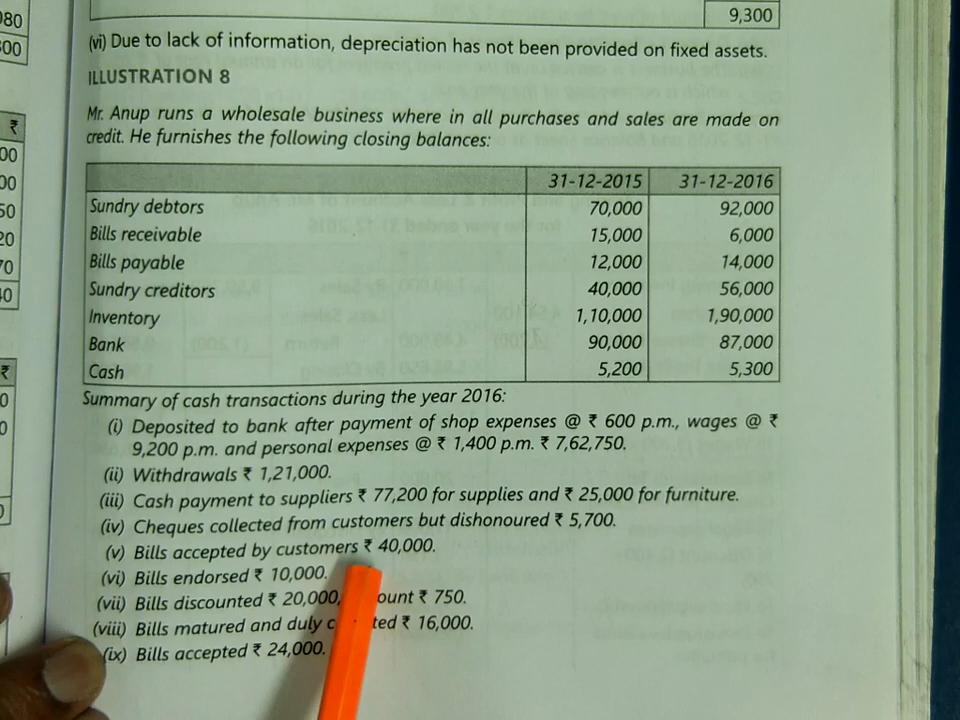 080
9,300
00
(vi) Due to lack of information, depreciation has not been provided on fixed assets.
ILLUSTRATION 8
Mr. Anup runs a wholesale business where in all purchases and sales are made on
credit. He furnishes the following closing balances:
31-12-2015 31-12-2016
Sundry debtors 70,000 92,000
Bills receivable 15,000 6,000
Bills payable 12,000 14,000
Sundry creditors 40,000 56,000
Inventory 1,10,000 1,90,000
Bank 90,000 87,000
Cash 5,200 5,300
Summary of cash transactions during the year 2016:
(i) Deposited to bank after payment of shop expenses @ ₹ 600 p.m., wages @ ₹
9,200 p.m. and personal expenses @ ₹ 1,400 p.m. ₹ 7,62,750.
(ii) Withdrawals ₹ 1,21,000.
(iii) Cash payment to suppliers ₹ 77,200 for supplies and ₹ 25,000 for furniture.
(iv) Cheques collected from customers but dishonoured ₹ 5,700.
(v) Bills accepted by customers ₹ 40,000.
(vi) Bills endorsed ₹ 10,000.
(vii) Bills discounted ₹ 20,000, ount ₹ 750.
(viii) Bills matured and duly c ted ₹ 16,000.
(ix) Bills accepted ₹ 24,000.